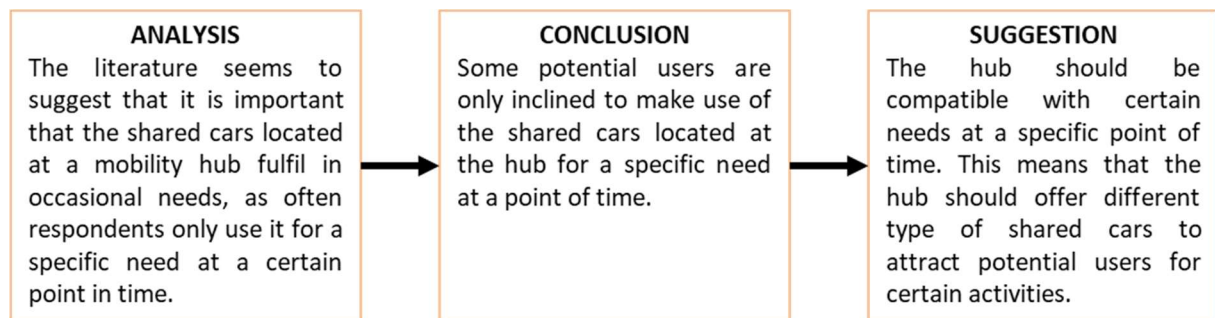 ANALYSIS
The literature seems to
suggest that it is important
that the shared cars located
at a mobility hub fulfil in
occasional needs, as often
respondents only use it for a
specific need at a certain
point in time.
CONCLUSION
Some potential users are
only inclined to make use of
the shared cars located at
the hub for a specific need
at a point of time.
SUGGESTION
The hub should be
compatible with certain
needs at a specific point of
time. This means that the
hub should offer different
type of shared cars to
attract potential users for
certain activities.